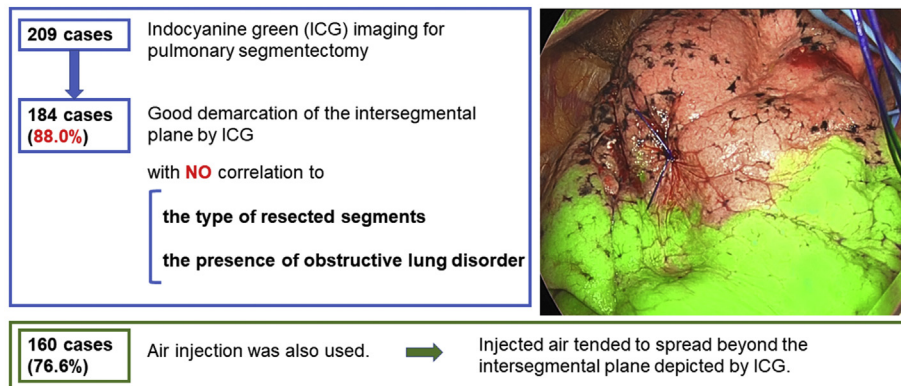 209 cases
Indocyanine green (ICG) imaging for
pulmonary segmentectomy
184 cases
(88.0%)
Good demarcation of the intersegmental
plane by ICG
with NO correlation to
the type of resected segments
the presence of obstructive lung disorder
160 cases
(76.6%)
Air injection was also used.
Injected air tended to spread beyond the
intersegmental plane depicted by ICG.